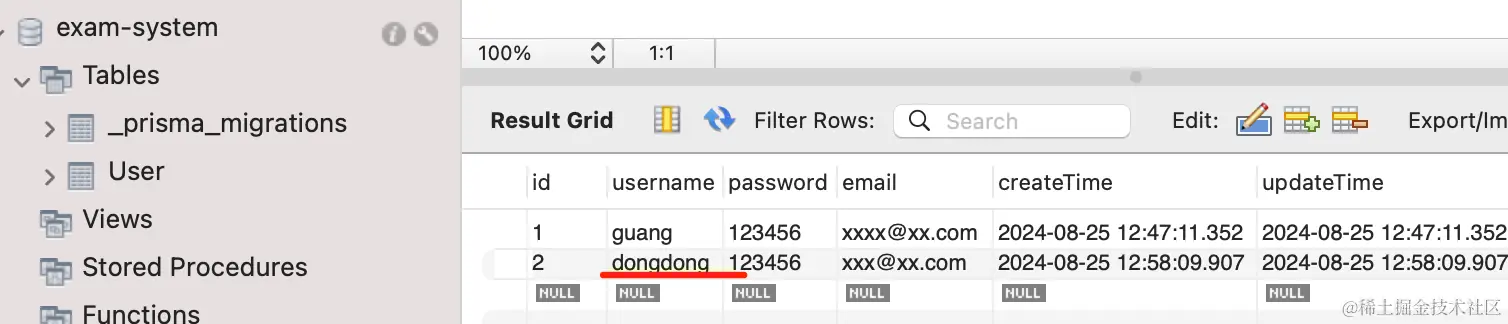 exam-system
Tables
_prisma_migrations
User
Views
Stored Procedures
Functions
100% 1:1
Result Grid Filter Rows: Search Edit: Export/Im
id username password email createTime updateTime
1 guang 123456 xxxx@xx.com 2024-08-25 12:47:11.352 2024-08-25 12:47:11.352
2 dongdong 123456 xxx@xx.com 2024-08-25 12:58:09.907 2024-08-25 12:58:09.907
NULL NULL NULL NULL NULL NULL
@稀土掘金技术社区